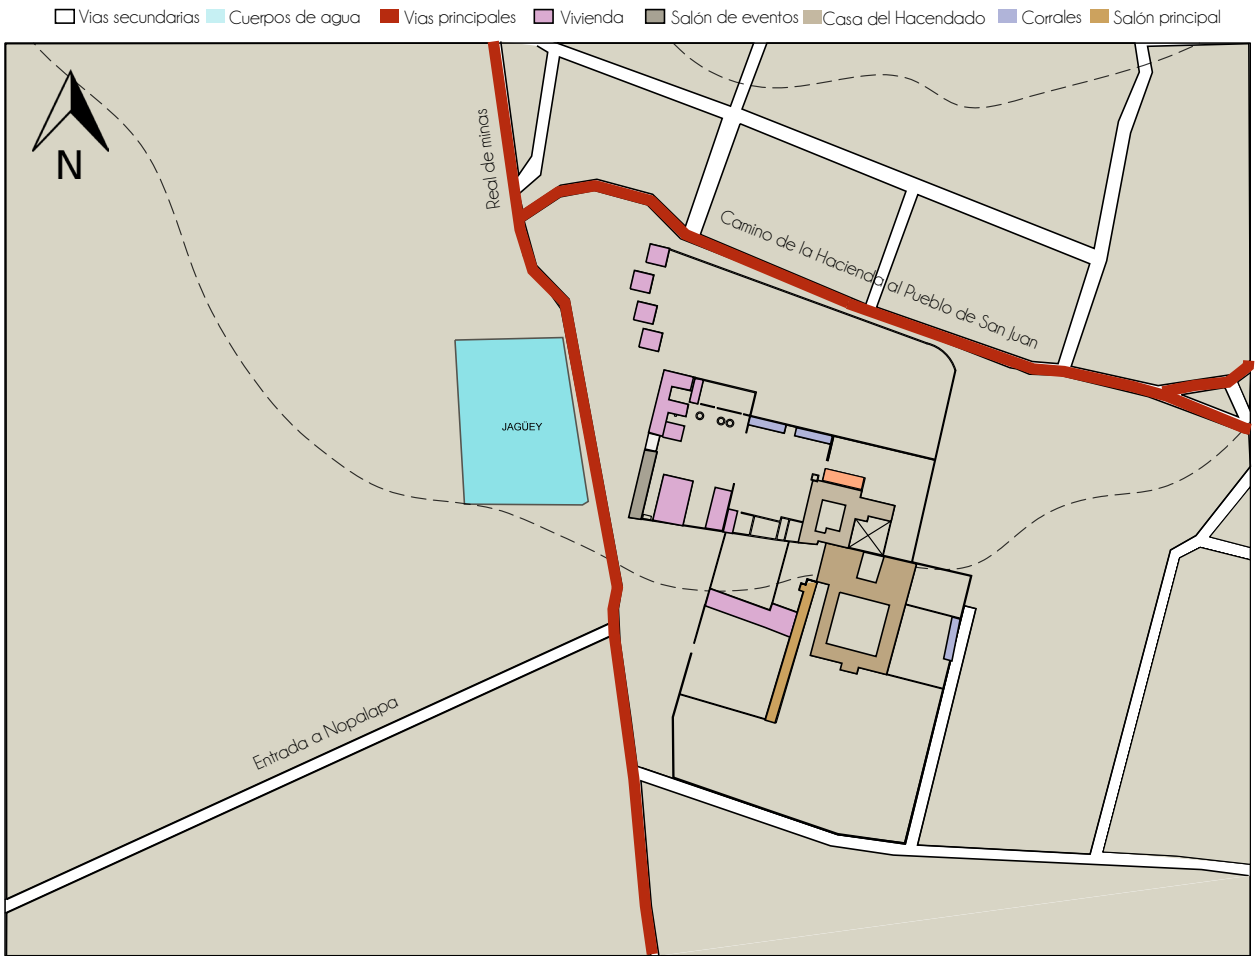 Vias secundarias Cuerpos de agua Vias principales Vivienda Salón de eventos Casa del Hacendado Corrales Salón principal
N
Real de minas
Camino de la Hacienda al Pueblo de San Juan
JAGÜEY
Entrada a Nopalapa